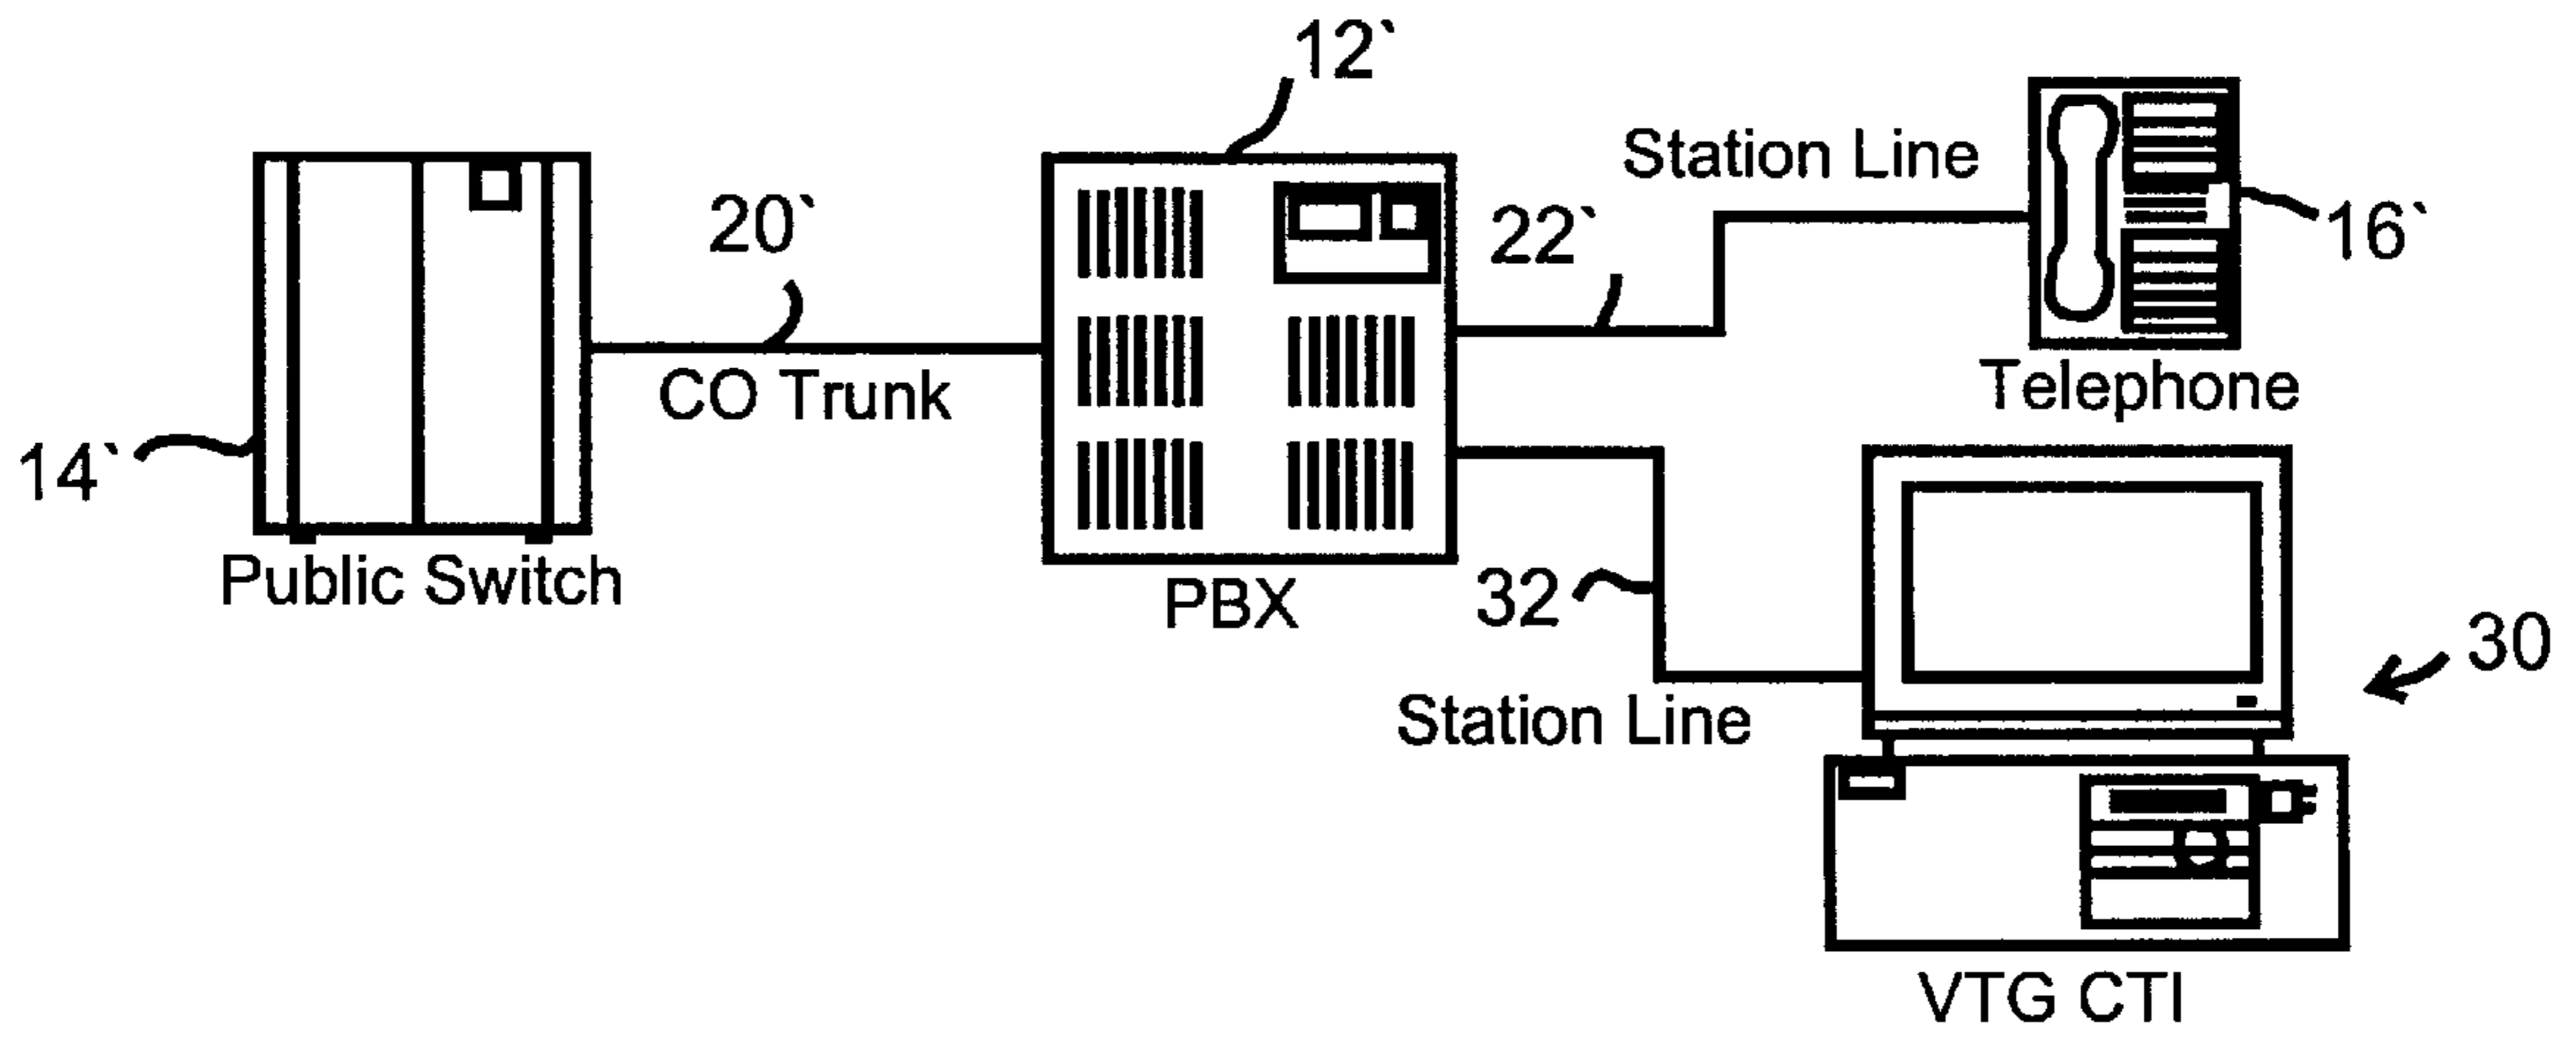 12`
Station Line
20`
22`
16`
CO Trunk
Telephone
14`
Public Switch
PBX
32
30
Station Line
VTG CTI